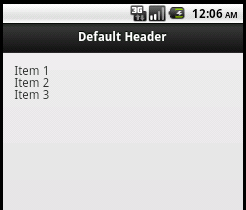 3G 12:06 AM
Default Header
Item 1
Item 2
Item 3